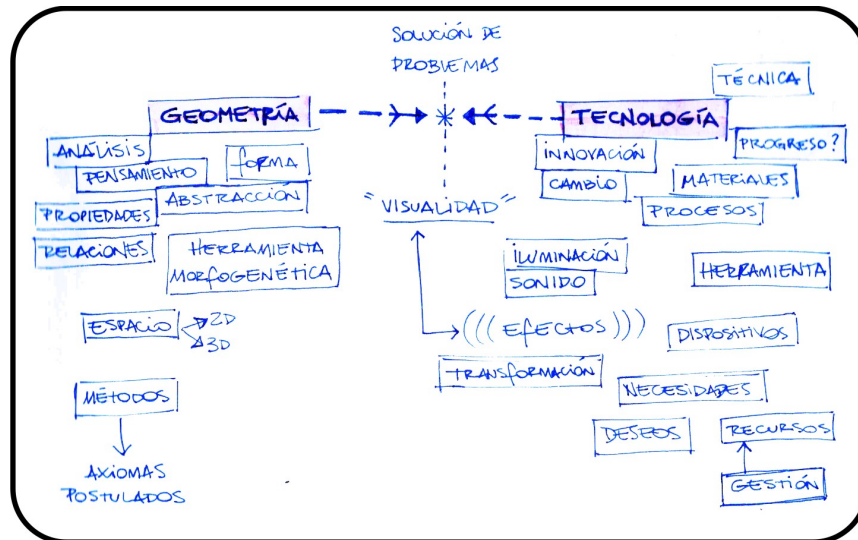 SOLUCIÓN DE
PROBLEMAS
GEOMETRÍA
TECNOLOGÍA
TÉCNICA
ANÁLISIS
PENSAMIENTO
FORMA
ABSTRACCIÓN
PROPIEDADES
RELACIONES
HERRAMIENTA
MORFOGENÉTICA
ESPACIO
2D
3D
MÉTODOS
AXIOMAS
POSTULADOS
"VISUALIDAD"
INNOVACIÓN
CAMBIO
PROGRESO?
MATERIALES
PROCESOS
ILUMINACIÓN
SONIDO
HERRAMIENTA
(((EFECTOS)))
DISPOSITIVOS
TRANSFORMACIÓN
NECESIDADES
DESEOS
RECURSOS
GESTIÓN